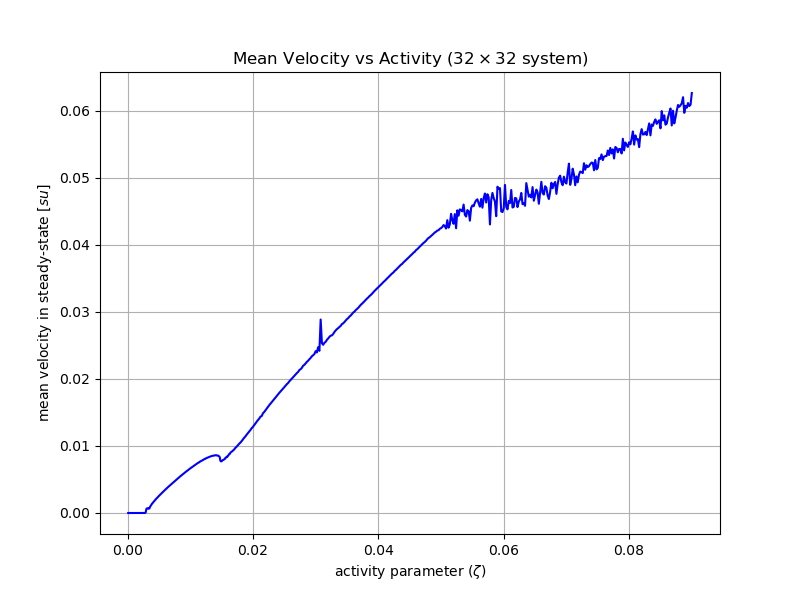 Mean Velocity vs Activity (32 × 32 system)
0.06
0.05
0.04
0.03
0.02
0.01
0.00
mean velocity in steady-state [su]
0.00 0.02 0.04 0.06 0.08
activity parameter (ζ)